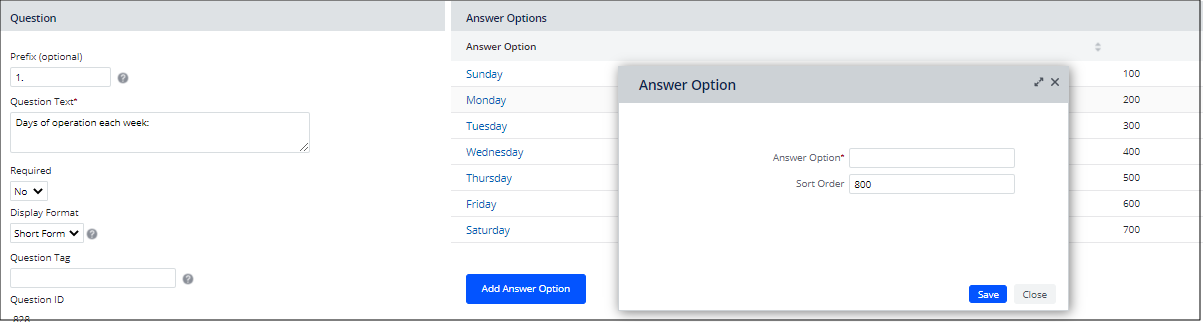 Question
Prefix (optional)
1.
Question Text*
Days of operation each week:
Required
No
Display Format
Short Form
Question Tag
Question ID
828
Answer Options
Answer Option
Sunday 100
Monday 200
Tuesday 300
Wednesday 400
Thursday 500
Friday 600
Saturday 700
Add Answer Option
Answer Option
Answer Option*
Sort Order 800
Save Close